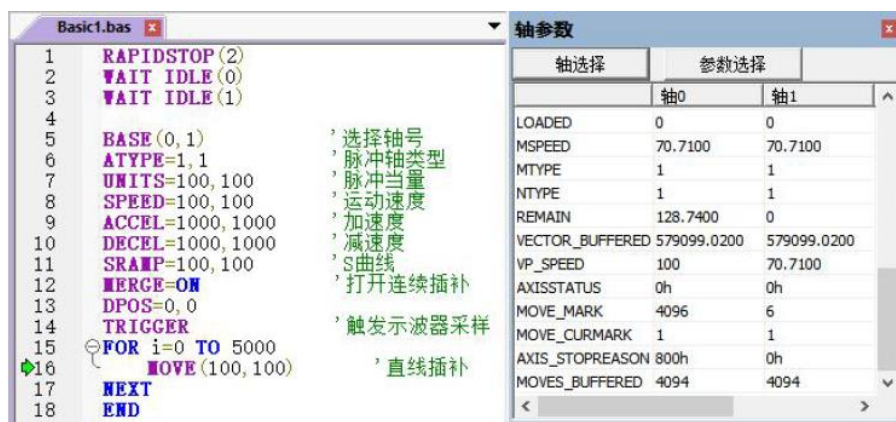 Basic1.bas
1 RAPIDSTOP(2)
2 WAIT IDLE(0)
3 WAIT IDLE(1)
4
5 BASE(0,1) '选择轴号
6 ATYPE=1,1 '脉冲轴类型
7 UNITS=100,100 '脉冲当量
8 SPEED=100,100 '运动速度
9 ACCEL=1000,1000 '加速度
10 DECEL=1000,1000 '减速度
11 SRAMP=100,100 'S曲线
12 MERGE=ON '打开连续插补
13 DPOS=0,0
14 TRIGGER '触发示波器采样
15 FOR i=0 TO 5000
16 MOVE(100,100) '直线插补
17 NEXT
18 END
轴参数
轴选择 参数选择
轴0 轴1
LOADED 0 0
MSPEED 70.7100 70.7100
MTYPE 1 1
NTYPE 1 1
REMAIN 128.7400 0
VECTOR_BUFFERED 579099.0200 579099.0200
VP_SPEED 100 70.7100
AXISSTATUS 0h 0h
MOVE_MARK 4096 6
MOVE_CURMARK 1 1
AXIS_STOPREASON 800h 0h
MOVES_BUFFERED 4094 4094